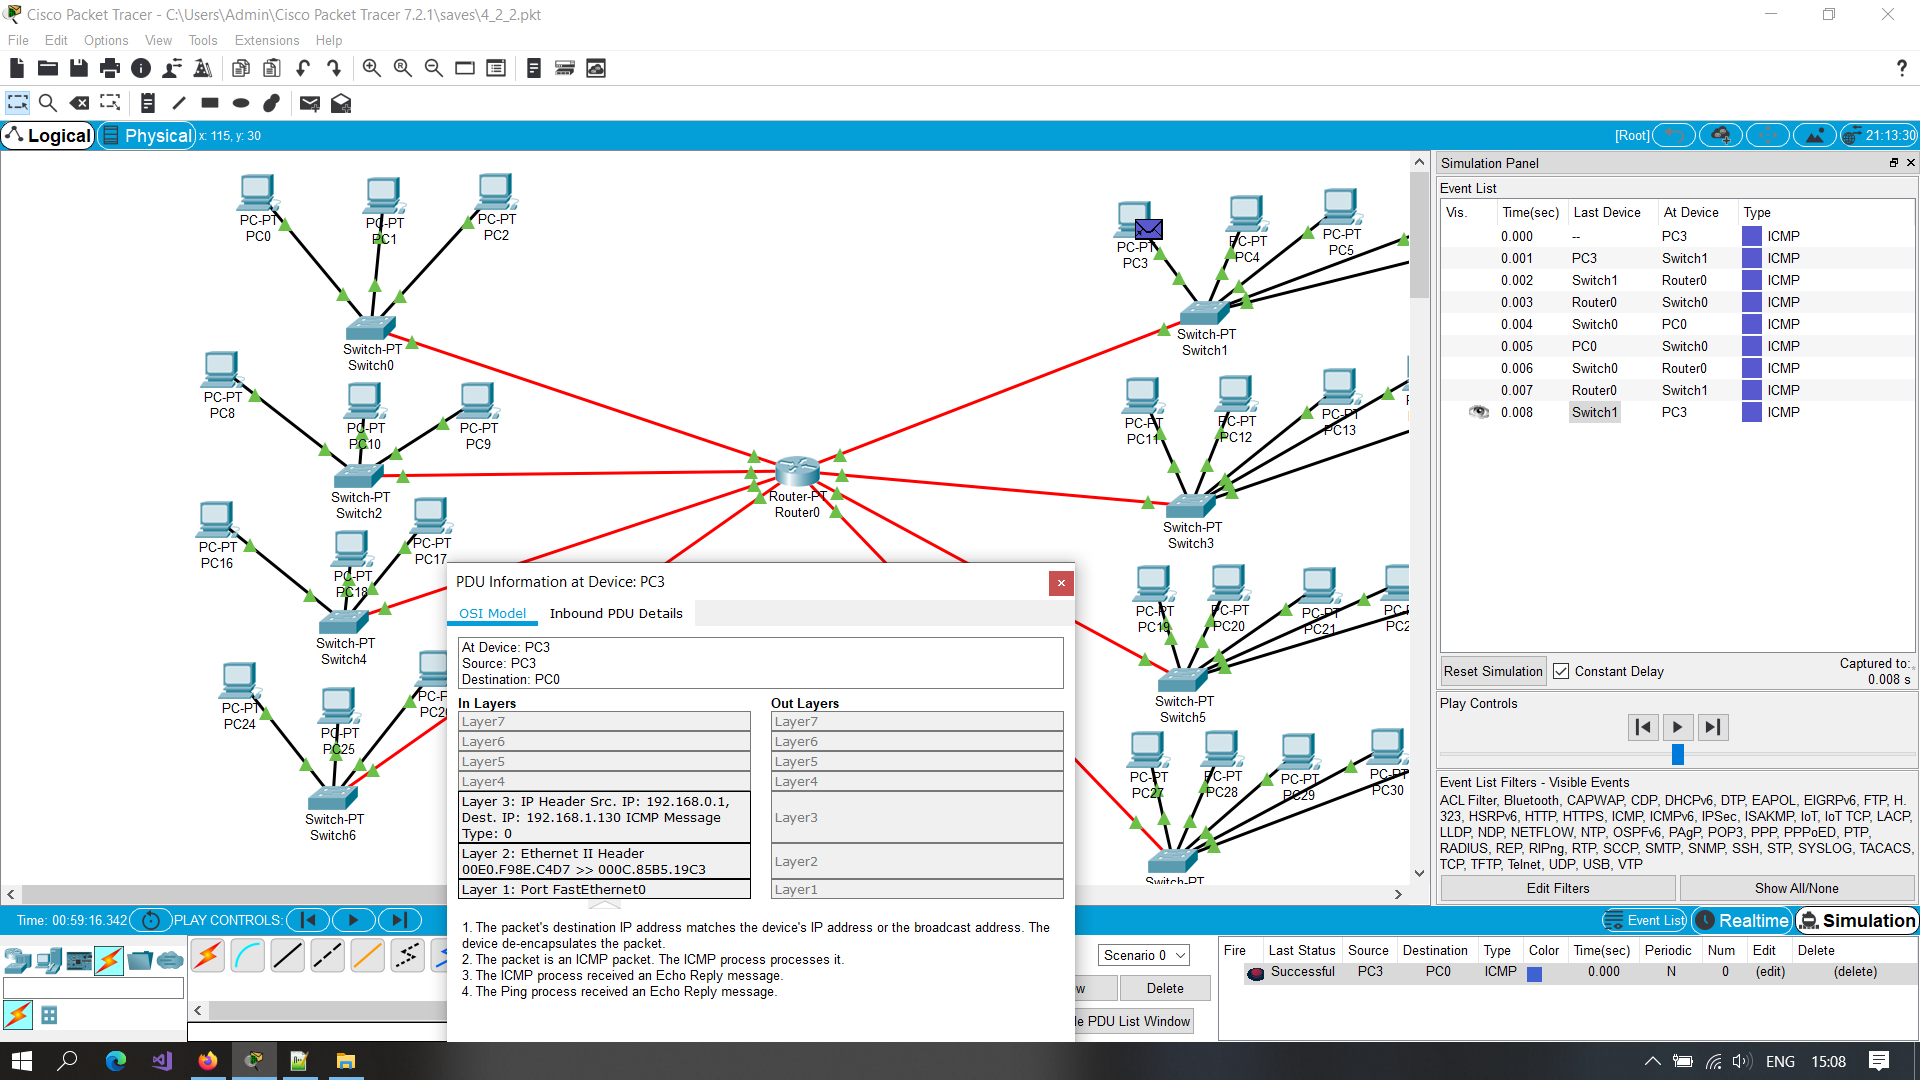 Cisco Packet Tracer - C:\Users\Admin\Cisco Packet Tracer 7.2.1\saves\4_2_2.pkt
File Edit Options View Tools Extensions Help
?
Logical Physical x: 115, y: 30 [Root] 21:13:30
PC-PT
PC0
PC-PT
PC1
PC-PT
PC2
Switch-PT
Switch0
PC-PT
PC8
PC-PT
PC10
PC-PT
PC9
Switch-PT
Switch2
PC-PT
PC16
PC-PT
PC18
PC-PT
PC17
Switch-PT
Switch4
PC-PT
PC24
PC-PT
PC25
Switch-PT
Switch6
Router-PT
Router0
PC-PT
PC3
PC-PT
PC4
PC-PT
PC5
Switch-PT
Switch1
PC-PT
PC11
PC-PT
PC12
PC-PT
PC13
Switch-PT
Switch3
PC-PT
PC19
PC-PT
PC20
PC-PT
PC21
Switch-PT
Switch5
PC-PT
PC27
PC-PT
PC28
PC-PT
PC29
PC-PT
PC30
Switch-PT
PDU Information at Device: PC3
OSI Model Inbound PDU Details
At Device: PC3
Source: PC3
Destination: PC0
In Layers Out Layers
Layer7 Layer7
Layer6 Layer6
Layer5 Layer5
Layer4 Layer4
Layer 3: IP Header Src. IP: 192.168.0.1,
Dest. IP: 192.168.1.130 ICMP Message
Type: 0
Layer3
Layer 2: Ethernet II Header
00E0.F98E.C4D7 >> 000C.85B5.19C3
Layer2
Layer 1: Port FastEthernet0
Layer1
1. The packet's destination IP address matches the device's IP address or the broadcast address. The
device de-encapsulates the packet.
2. The packet is an ICMP packet. The ICMP process processes it.
3. The ICMP process received an Echo Reply message.
4. The Ping process received an Echo Reply message.
Simulation Panel
Event List
Vis. Time(sec) Last Device At Device Type
0.000 -- PC3 ICMP
0.001 PC3 Switch1 ICMP
0.002 Switch1 Router0 ICMP
0.003 Router0 Switch0 ICMP
0.004 Switch0 PC0 ICMP
0.005 PC0 Switch0 ICMP
0.006 Switch0 Router0 ICMP
0.007 Router0 Switch1 ICMP
0.008 Switch1 PC3 ICMP
Reset Simulation Constant Delay Captured to:
0.008 s
Play Controls
Event List Filters - Visible Events
ACL Filter, Bluetooth, CAPWAP, CDP, DHCPv6, DTP, EAPOL, EIGRPv6, FTP, H.
323, HSRPv6, HTTP, HTTPS, ICMP, ICMPv6, IPSec, ISAKMP, IoT, IoT TCP, LACP,
LLDP, NDP, NETFLOW, NTP, OSPFv6, PAgP, POP3, PPP, PPPoED, PTP,
RADIUS, REP, RIPng, RTP, SCCP, SMTP, SNMP, SSH, STP, SYSLOG, TACACS,
TCP, TFTP, Telnet, UDP, USB, VTP
Edit Filters Show All/None
Time: 00:59:16.342 PLAY CONTROLS: Event List Realtime Simulation
Scenario 0
Delete
PDU List Window
Fire Last Status Source Destination Type Color Time(sec) Periodic Num Edit Delete
Successful PC3 PC0 ICMP 0.000 N 0 (edit) (delete)
ENG 15:08